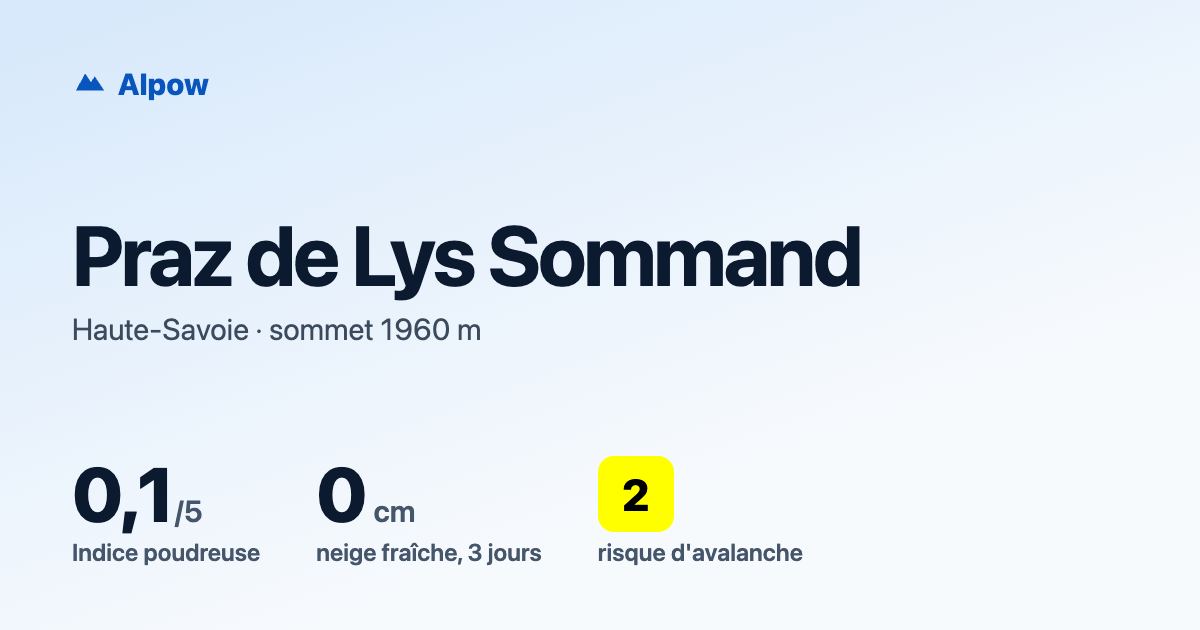 Alpow
Praz de Lys Sommand
Haute-Savoie · sommet 1960 m
0,1/5
Indice poudreuse
0 cm
neige fraîche, 3 jours
2
risque d'avalanche